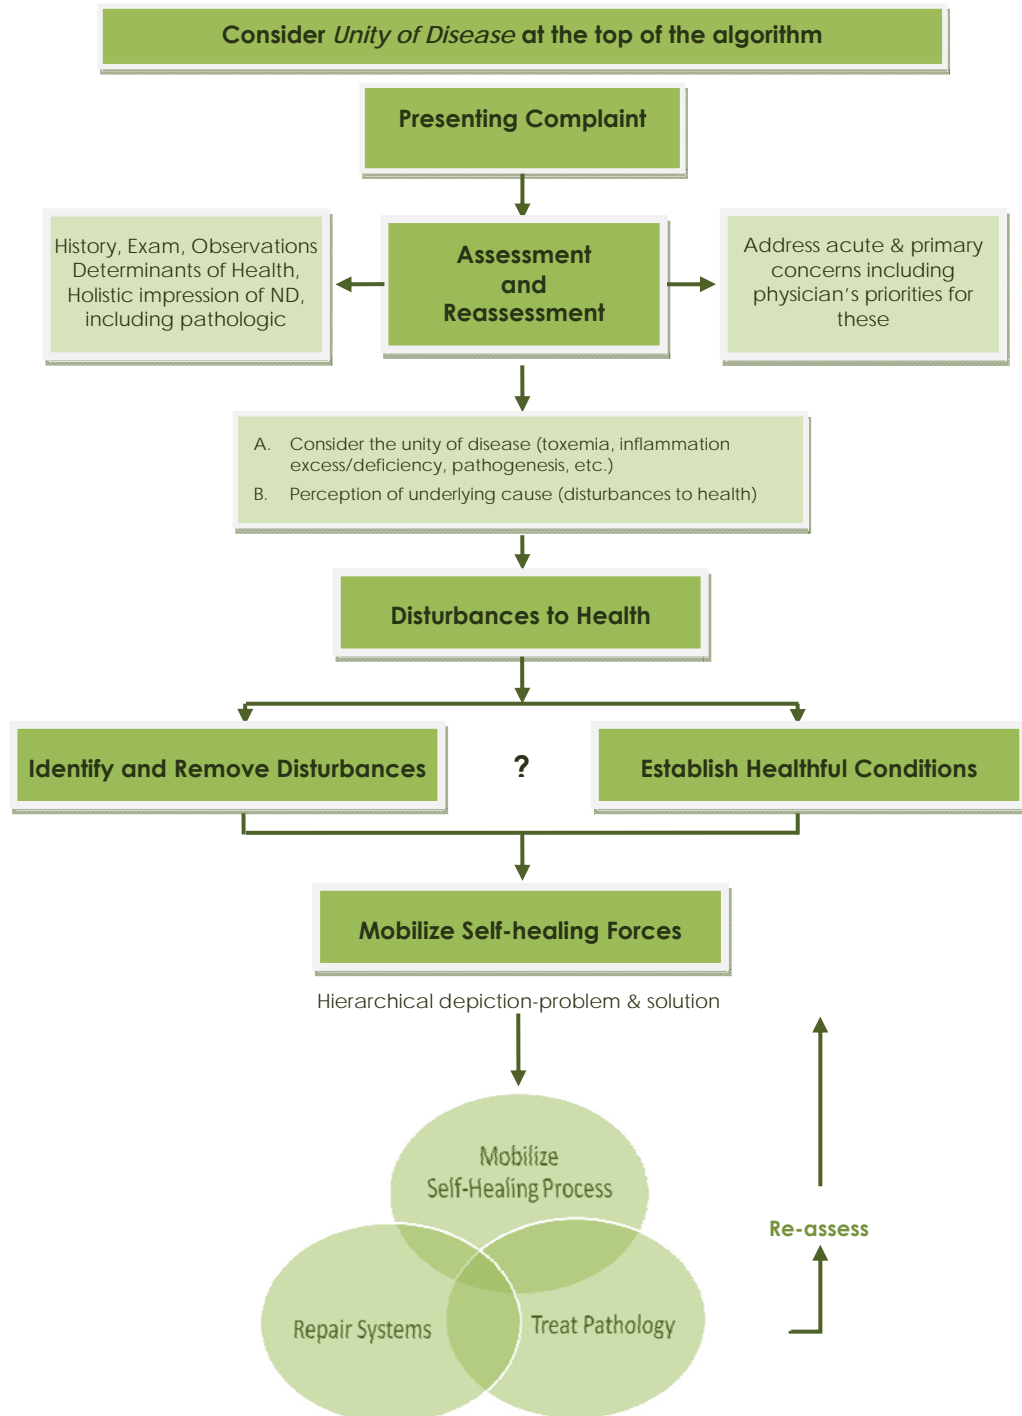 Consider Unity of Disease at the top of the algorithm
Presenting Complaint
History, Exam, Observations
Determinants of Health,
Holistic impression of ND,
including pathologic
Assessment
and
Reassessment
Address acute & primary
concerns including
physician's priorities for
these
A. Consider the unity of disease (toxemia, inflammation
excess/deficiency, pathogenesis, etc.)
B. Perception of underlying cause (disturbances to health)
Disturbances to Health
Identify and Remove Disturbances
?
Establish Healthful Conditions
Mobilize Self-healing Forces
Hierarchical depiction-problem & solution
Mobilize
Self-Healing Process
Re-assess
Repair Systems
Treat Pathology